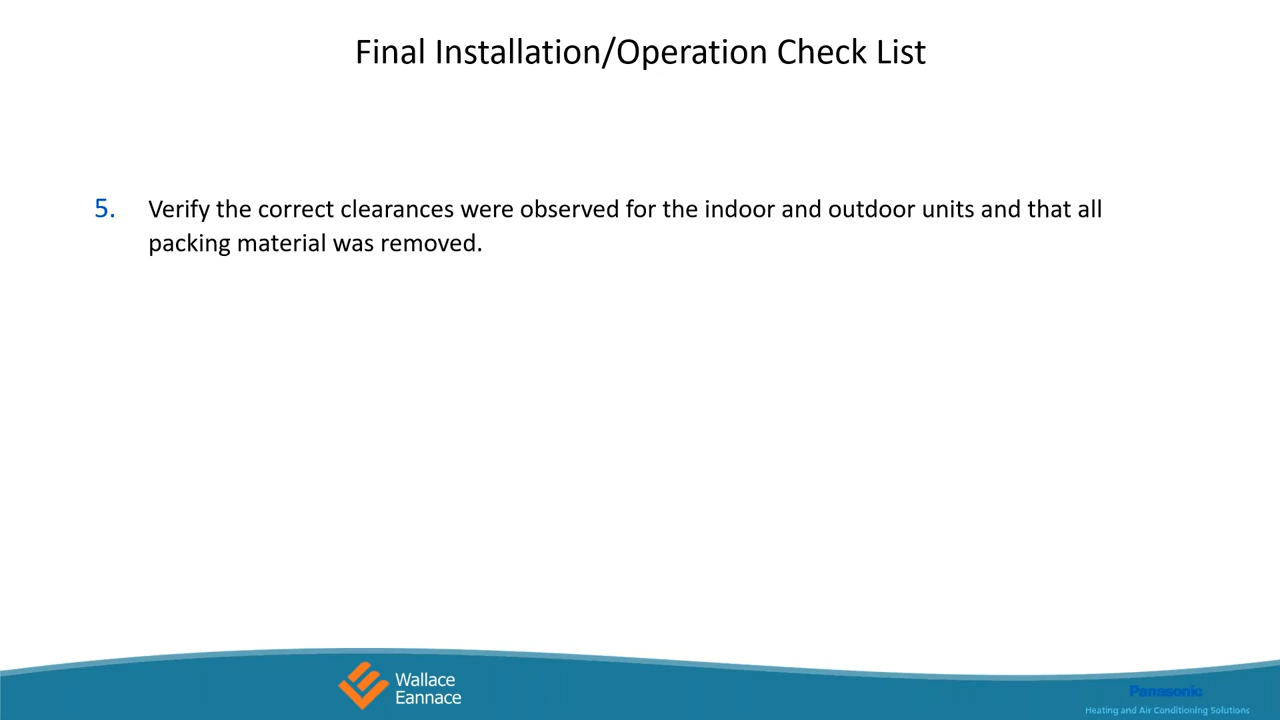 Final Installation/Operation Check List
5. Verify the correct clearances were observed for the indoor and outdoor units and that all
packing material was removed.
Wallace
Eannace
Panasonic
Heating and Air Conditioning Solutions